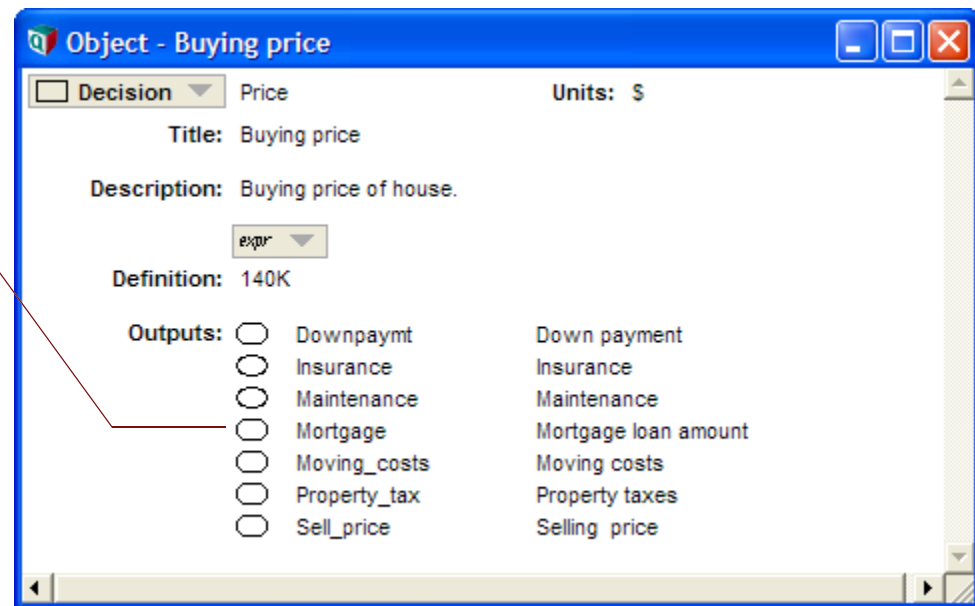 Object - Buying price
Decision Price Units: $
Title: Buying price
Description: Buying price of house.
expr
Definition: 140K
Outputs: Downpaymt Down payment
Insurance Insurance
Maintenance Maintenance
Mortgage Mortgage loan amount
Moving_costs Moving costs
Property_tax Property taxes
Sell_price Selling price